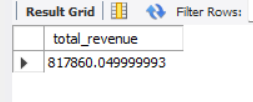 Result Grid Filter Rows:
total_revenue
817860.049999993